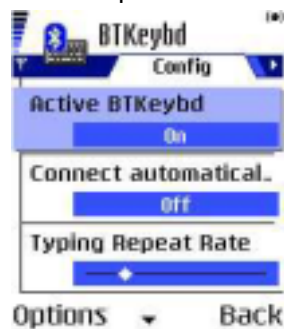 BTKeybd
Config
Active BTKeybd
On
Connect automatical..
Off
Typing Repeat Rate
Options Back